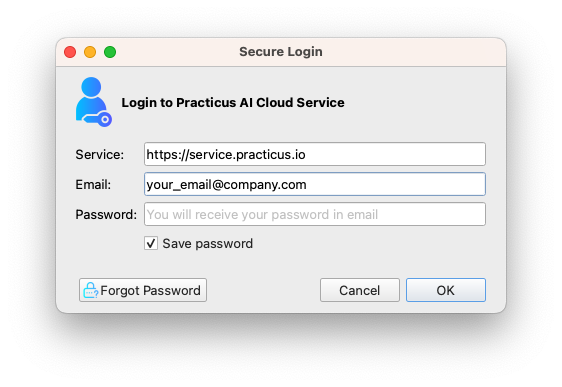 Secure Login
Login to Practicus AI Cloud Service
Service: https://service.practicus.io
Email: your_email@company.com
Password: You will receive your password in email
Save password
Forgot Password Cancel OK